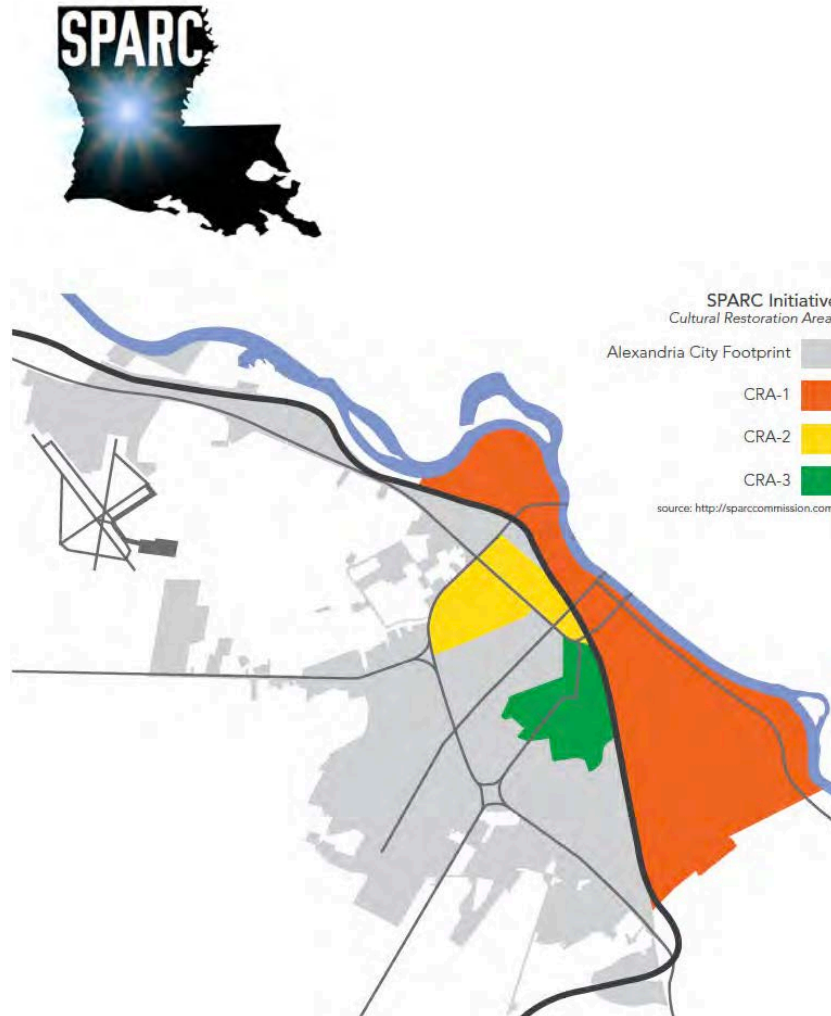 SPARC
SPARC Initiative
Cultural Restoration Area
Alexandria City Footprint
CRA-1
CRA-2
CRA-3
source: http://sparccommission.com